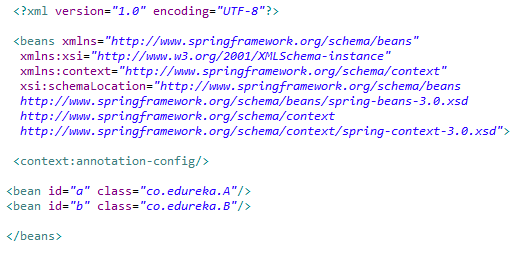 <?xml version="1.0" encoding="UTF-8"?>
<beans xmlns="http://www.springframework.org/schema/beans"
xmlns:xsi="http://www.w3.org/2001/XMLSchema-instance"
xmlns:context="http://www.springframework.org/schema/context"
xsi:schemaLocation="http://www.springframework.org/schema/beans
http://www.springframework.org/schema/beans/spring-beans-3.0.xsd
http://www.springframework.org/schema/context
http://www.springframework.org/schema/context/spring-context-3.0.xsd">
<context:annotation-config/>
<bean id="a" class="co.edureka.A"/>
<bean id="b" class="co.edureka.B"/>
</beans>